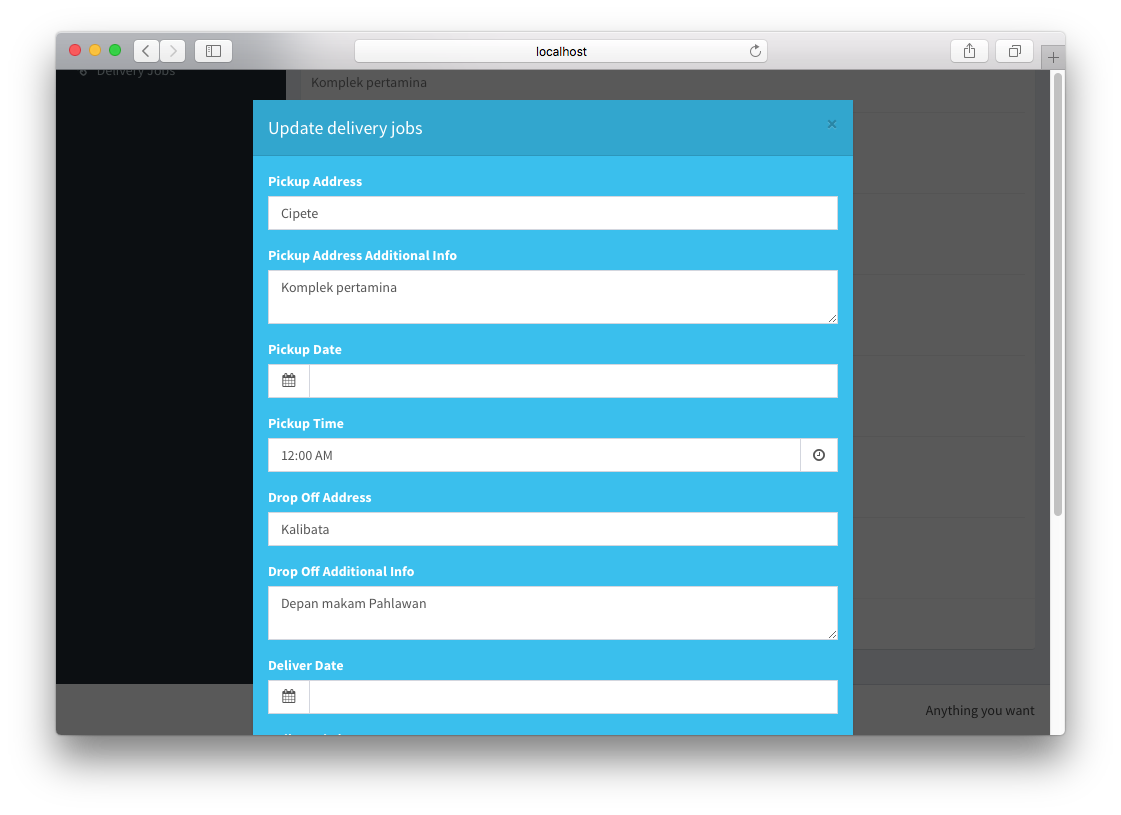 localhost
6 Delivery Jobs
Komplek pertamina
Update delivery jobs
×
Pickup Address
Cipete
Pickup Address Additional Info
Komplek pertamina
Pickup Date
Pickup Time
12:00 AM
Drop Off Address
Kalibata
Drop Off Additional Info
Depan makam Pahlawan
Deliver Date
Anything you want